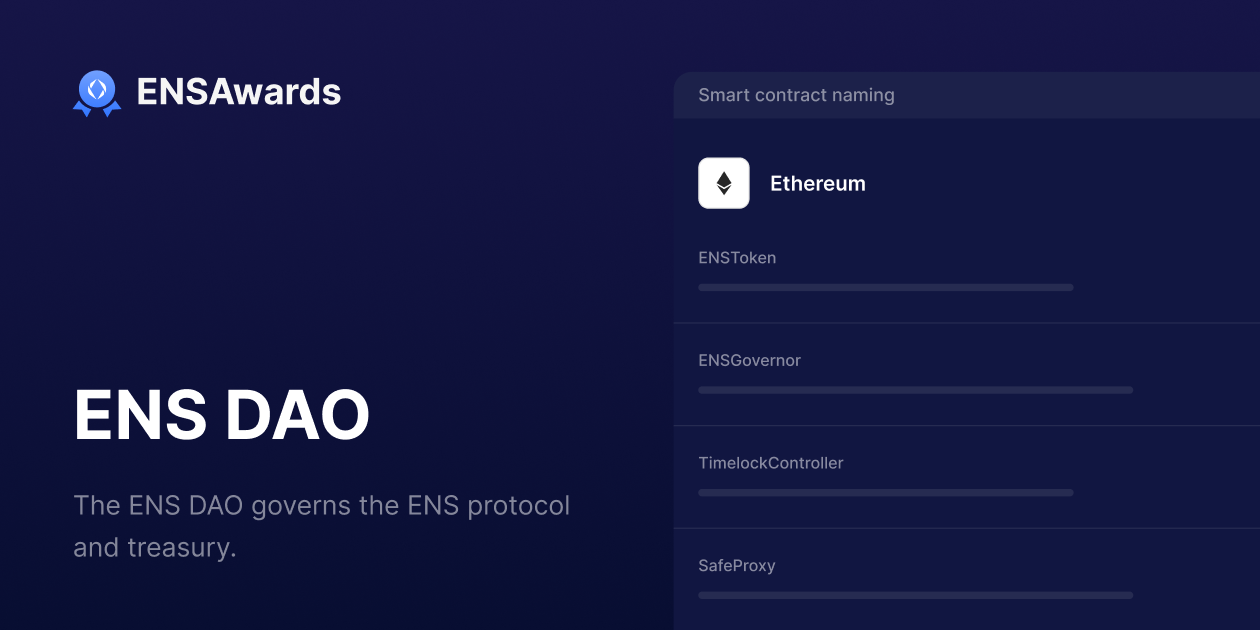 ENSAwards
ENS DAO
The ENS DAO governs the ENS protocol
and treasury.
Smart contract naming
Ethereum
ENSToken
ENSGovernor
TimelockController
SafeProxy